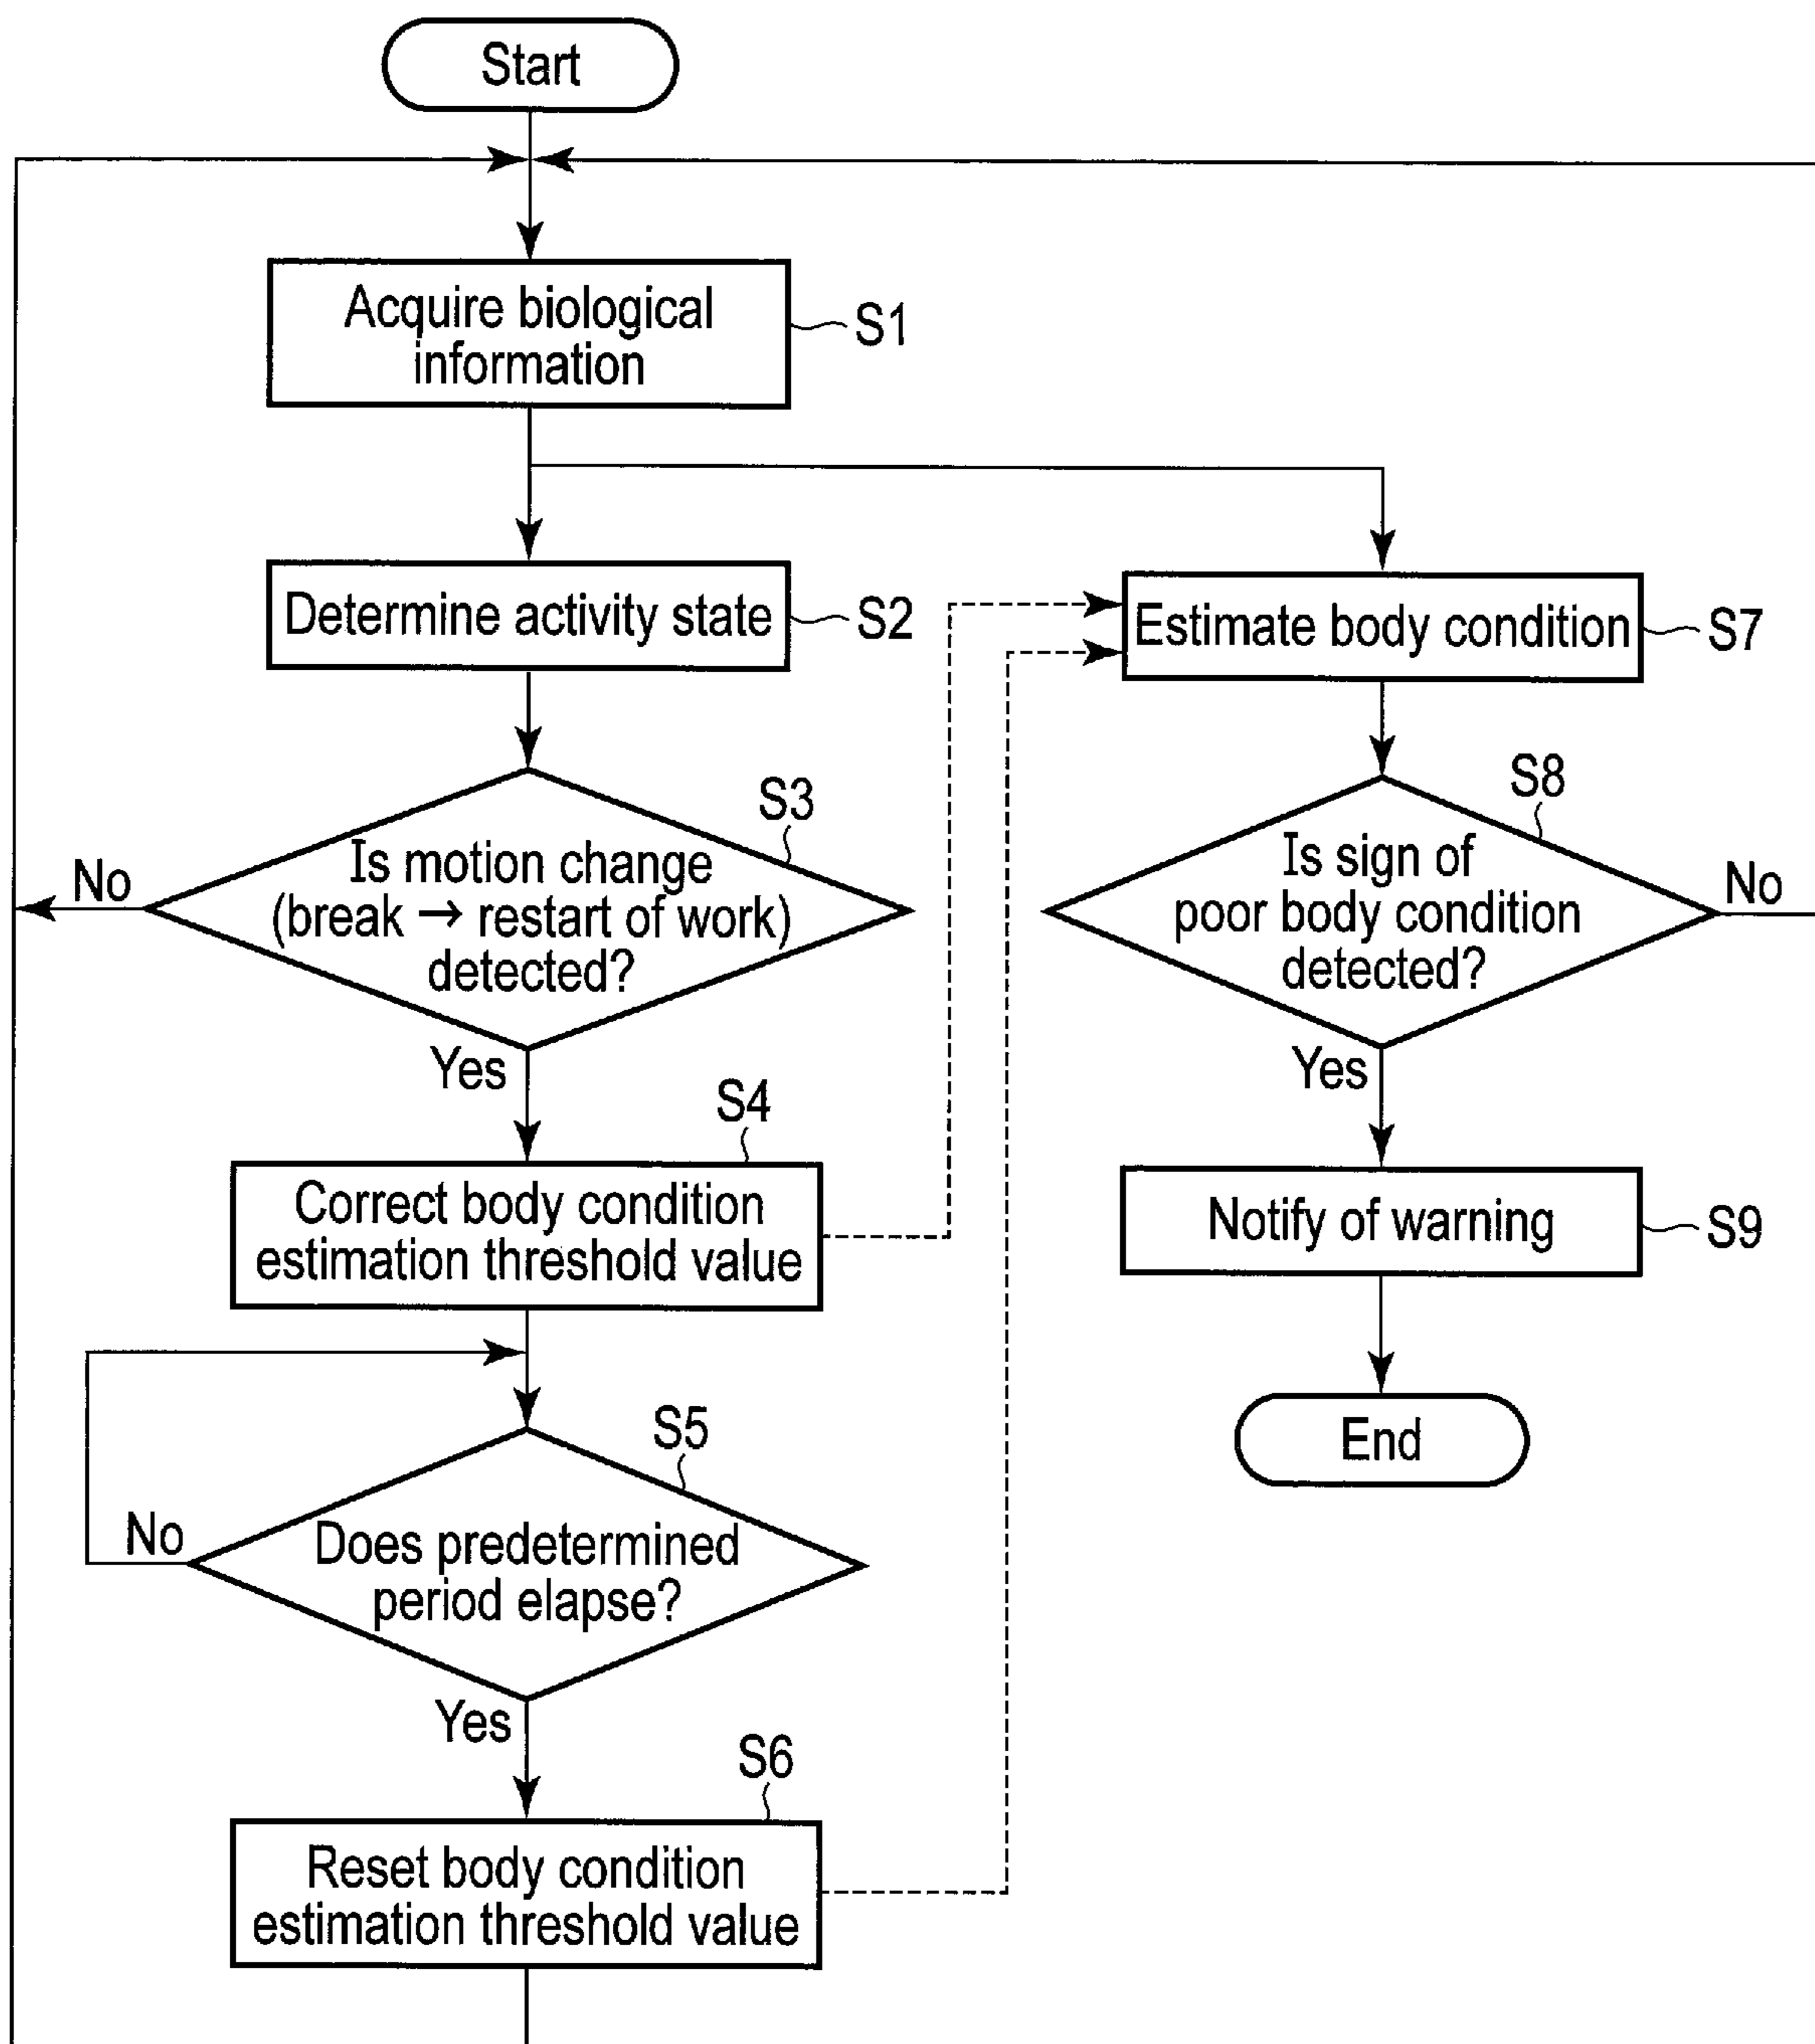 Start
Acquire biological
information
S1
Determine activity state
S2
Is motion change
(break → restart of work)
detected?
S3
No
Yes
Correct body condition
estimation threshold value
S4
Does predetermined
period elapse?
S5
No
Yes
Reset body condition
estimation threshold value
S6
Estimate body condition
S7
Is sign of
poor body condition
detected?
S8
No
Yes
Notify of warning
S9
End